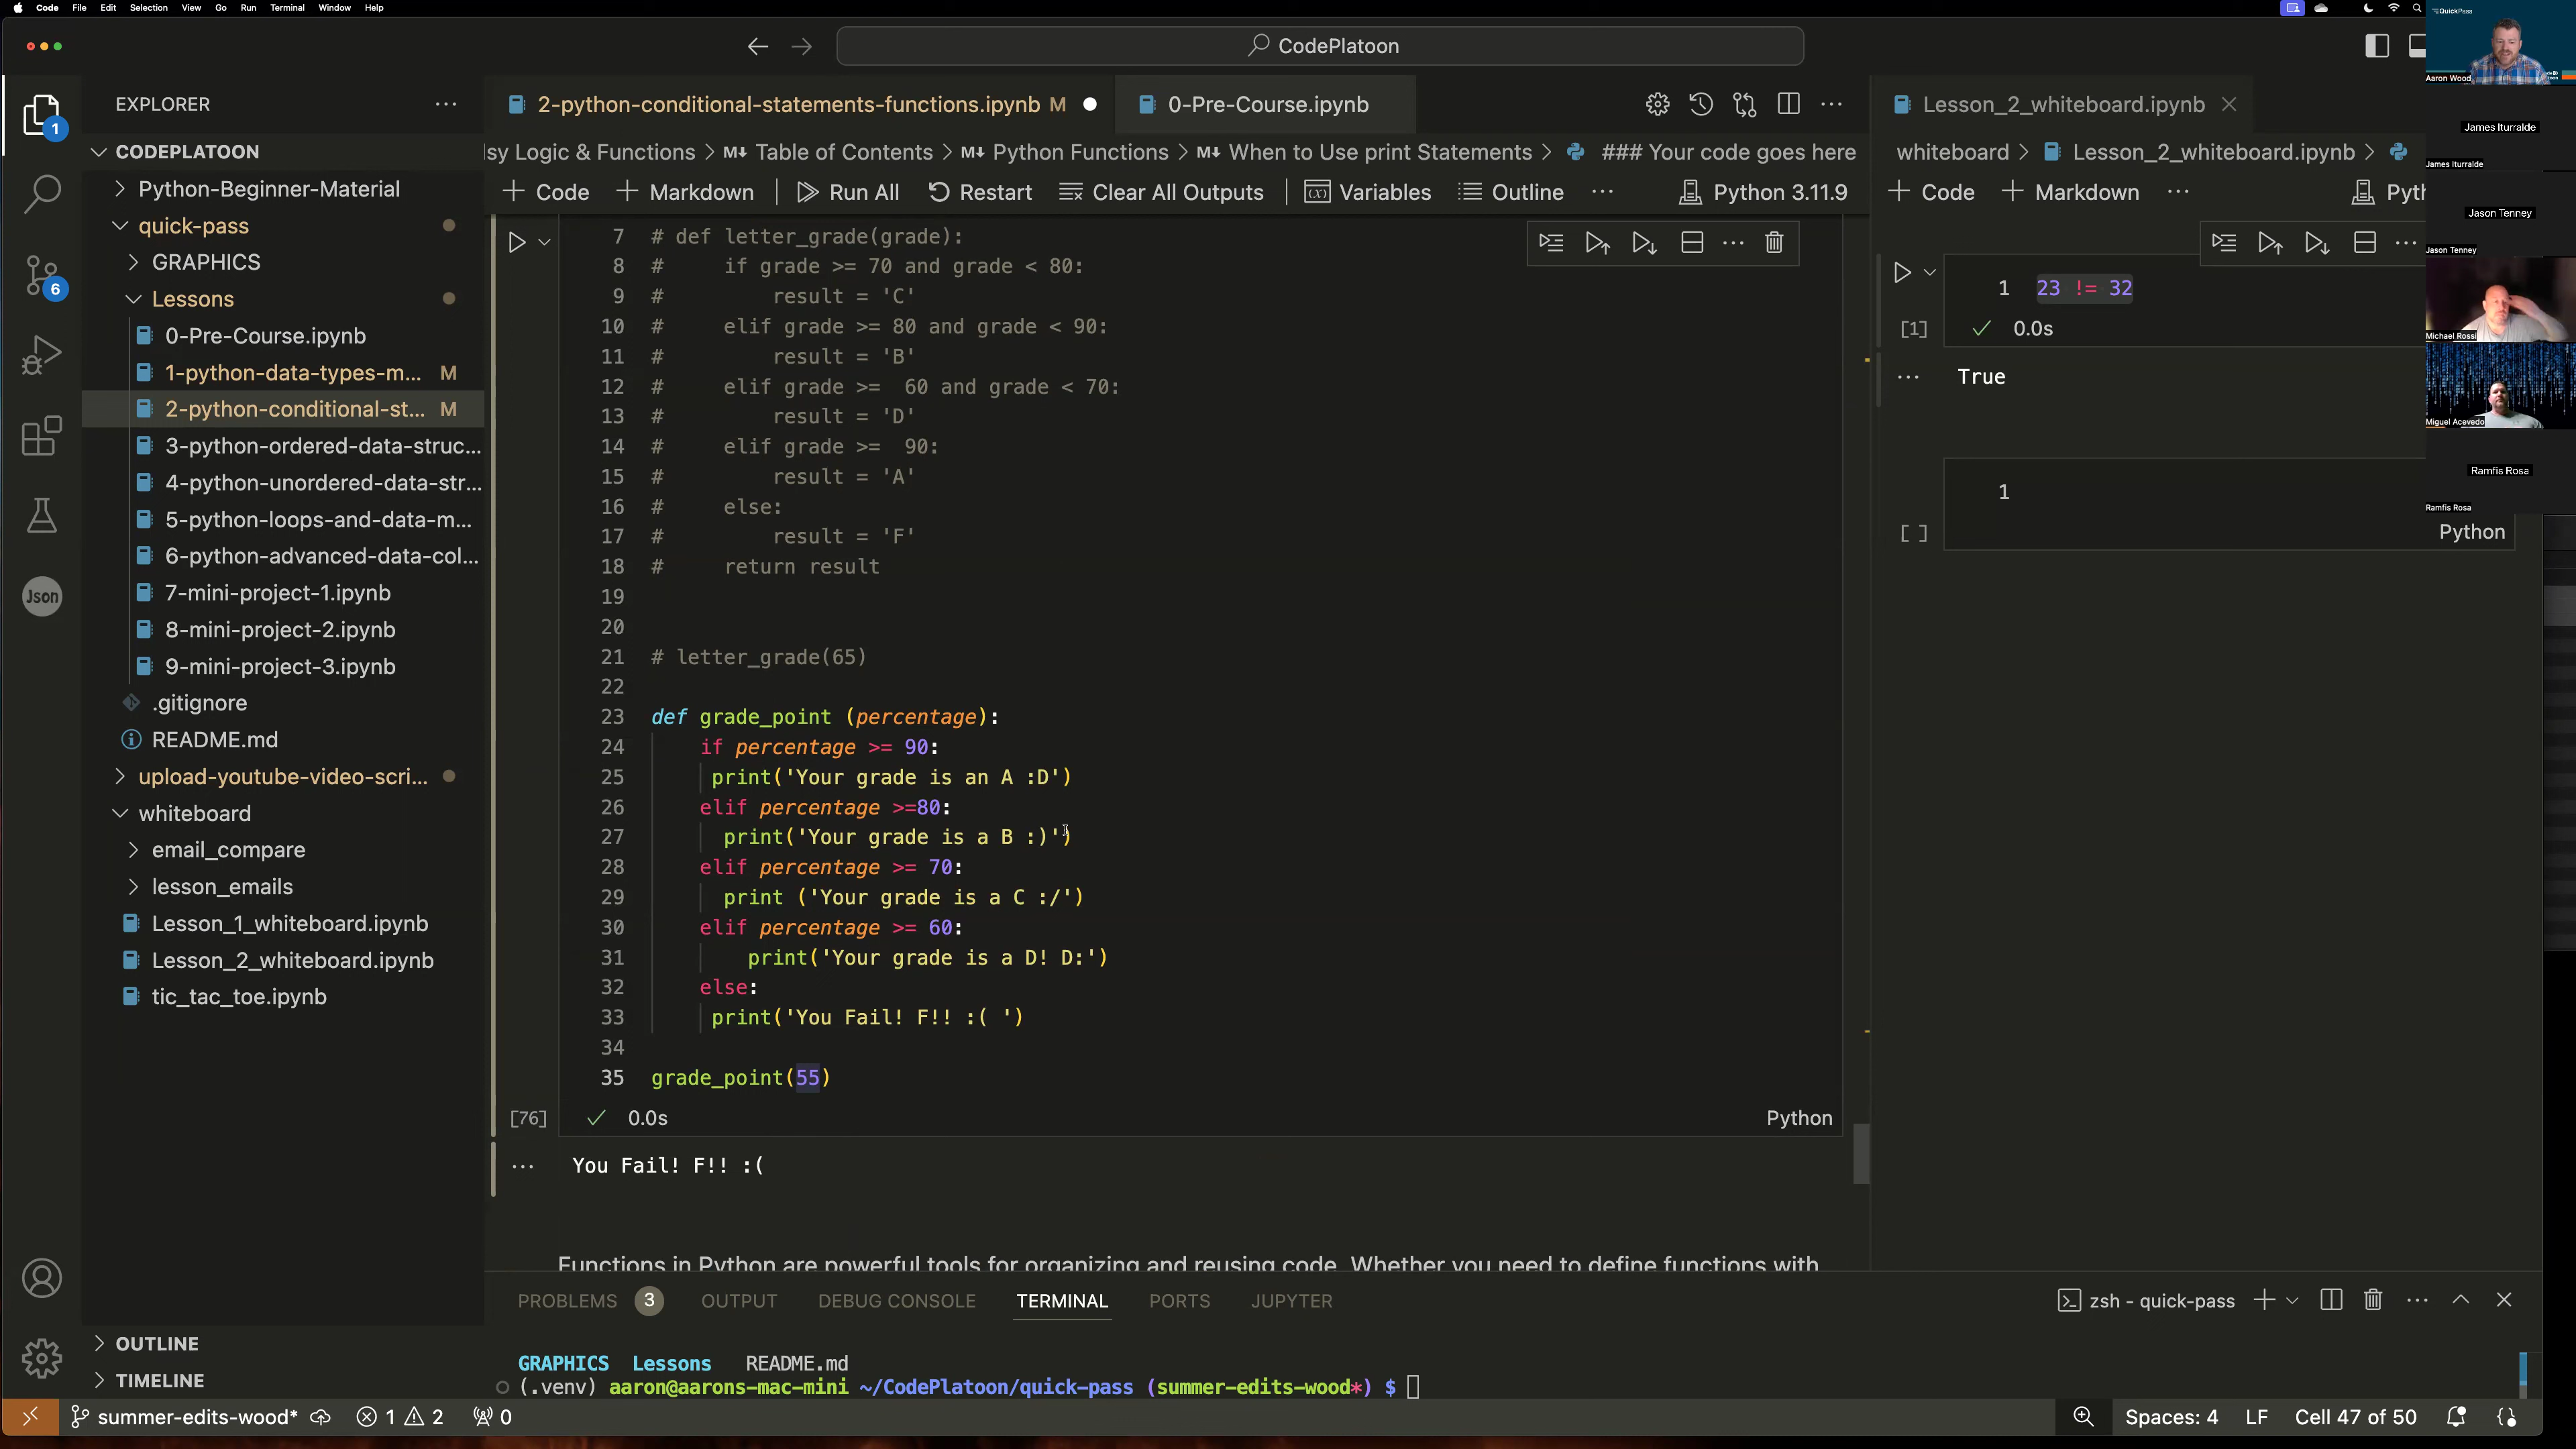 Code File Edit Selection View Go Run Terminal Window Help
CodePlatoon
QuickPass
Aaron Wood
James Iturralde
James Iturralde
Jason Tenney
Jason Tenney
Michael Rossi
Miguel Acevedo
Ramfis Rosa
Ramfis Rosa
EXPLORER
1
6
Json
CODEPLATOON
Python-Beginner-Material
quick-pass
GRAPHICS
Lessons
0-Pre-Course.ipynb
1-python-data-types-m... M
2-python-conditional-st... M
3-python-ordered-data-struc...
4-python-unordered-data-str...
5-python-loops-and-data-m...
6-python-advanced-data-col...
7-mini-project-1.ipynb
8-mini-project-2.ipynb
9-mini-project-3.ipynb
.gitignore
README.md
upload-youtube-video-scri...
whiteboard
email_compare
lesson_emails
Lesson_1_whiteboard.ipynb
Lesson_2_whiteboard.ipynb
tic_tac_toe.ipynb
OUTLINE
TIMELINE
2-python-conditional-statements-functions.ipynb M
0-Pre-Course.ipynb
sy Logic & Functions > M↓ Table of Contents > M↓ Python Functions > M↓ When to Use print Statements > ### Your code goes here
+ Code + Markdown Run All Restart Clear All Outputs Variables Outline ... Python 3.11.9
7 # def letter_grade(grade):
8 #     if grade >= 70 and grade < 80:
9 #         result = 'C'
10 #     elif grade >= 80 and grade < 90:
11 #         result = 'B'
12 #     elif grade >=  60 and grade < 70:
13 #         result = 'D'
14 #     elif grade >=  90:
15 #         result = 'A'
16 #     else:
17 #         result = 'F'
18 #     return result
19
20
21 # letter_grade(65)
22
23 def grade_point (percentage):
24     if percentage >= 90:
25      print('Your grade is an A :D')
26     elif percentage >=80:
27       print('Your grade is a B :)')
28     elif percentage >= 70:
29       print ('Your grade is a C :/')
30     elif percentage >= 60:
31         print('Your grade is a D! D:')
32     else:
33      print('You Fail! F!! :( ')
34
35 grade_point(55)
[76] 0.0s Python
... You Fail! F!! :(
Functions in Python are powerful tools for organizing and reusing code. Whether you need to define functions with
Lesson_2_whiteboard.ipynb
whiteboard > Lesson_2_whiteboard.ipynb >
+ Code + Markdown ... Pyth
1 23 != 32
[1] 0.0s
... True
1
[ ] Python
PROBLEMS 3 OUTPUT DEBUG CONSOLE TERMINAL PORTS JUPYTER
zsh - quick-pass
GRAPHICS Lessons README.md
(.venv) aaron@aarons-mac-mini ~/CodePlatoon/quick-pass (summer-edits-wood*) $
summer-edits-wood* 1 2 0
Spaces: 4 LF Cell 47 of 50